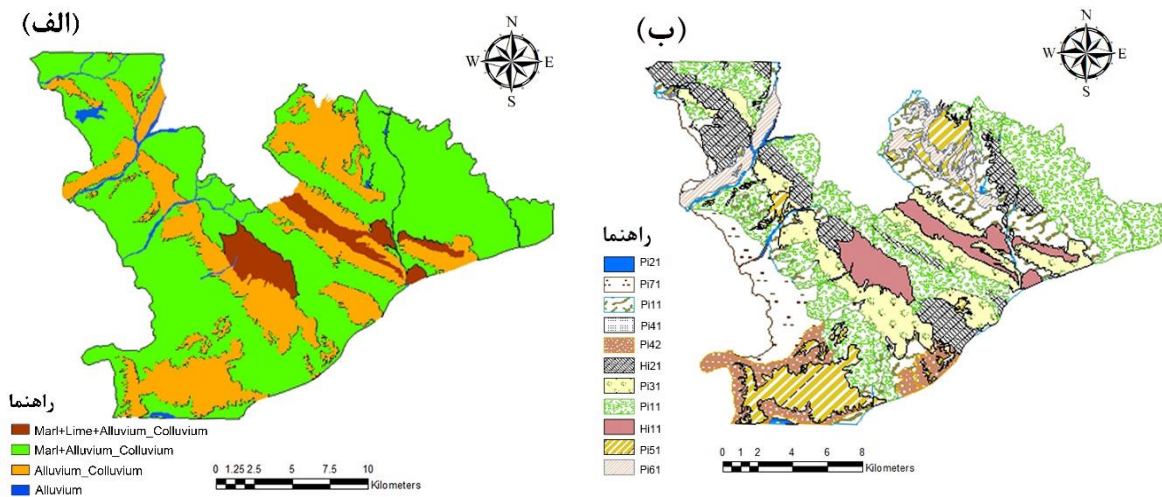 (الف)
N
W E
S
راهنما
Marl+Lime+Alluvium_Colluvium
Marl+Alluvium_Colluvium
Alluvium_Colluvium
Alluvium
0 1.25 2.5 5 7.5 10
Kilometers
(ب)
N
W E
S
راهنما
Pi21
Pi71
Pi11
Pi41
Pi42
Hi21
Pi31
Pi11
Hi11
Pi51
Pi61
0 1 2 4 6 8
Kilometers